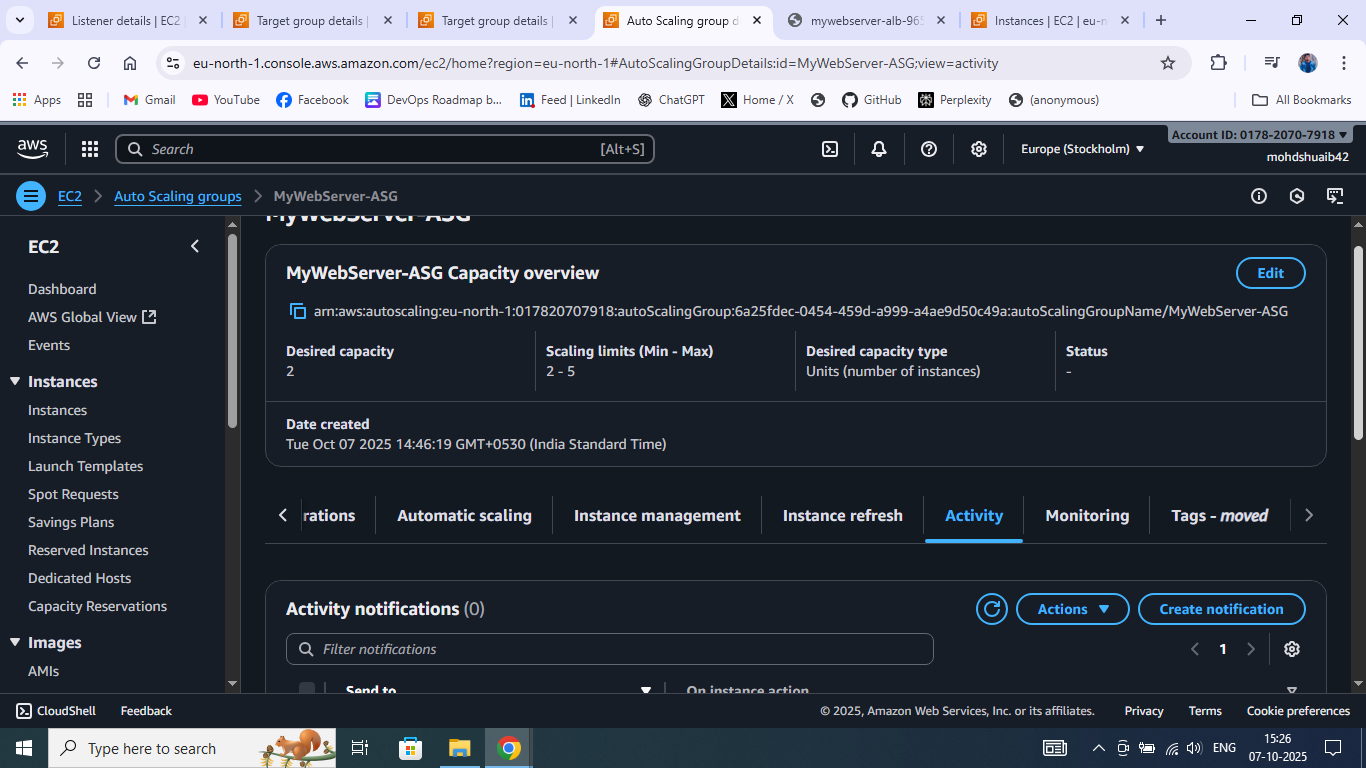 Listener details | EC2 |
Target group details |
Target group details |
Auto Scaling group d
mywebserver-alb-965
Instances | EC2 | eu-n
eu-north-1.console.aws.amazon.com/ec2/home?region=eu-north-1#AutoScalingGroupDetails:id=MyWebServer-ASG;view=activity
Apps
Gmail
YouTube
Facebook
DevOps Roadmap b...
Feed | LinkedIn
ChatGPT
Home / X
GitHub
Perplexity
(anonymous)
All Bookmarks
aws
Search
[Alt+S]
Europe (Stockholm)
Account ID: 0178-2070-7918
mohdshuaib42
EC2
Auto Scaling groups
MyWebServer-ASG
EC2
Dashboard
AWS Global View
Events
Instances
Instances
Instance Types
Launch Templates
Spot Requests
Savings Plans
Reserved Instances
Dedicated Hosts
Capacity Reservations
Images
AMIs
MyWebServer-ASG
MyWebServer-ASG Capacity overview
Edit
arn:aws:autoscaling:eu-north-1:017820707918:autoScalingGroup:6a25fdec-0454-459d-a999-a4ae9d50c49a:autoScalingGroupName/MyWebServer-ASG
Desired capacity
2
Scaling limits (Min - Max)
2 - 5
Desired capacity type
Units (number of instances)
Status
-
Date created
Tue Oct 07 2025 14:46:19 GMT+0530 (India Standard Time)
rations
Automatic scaling
Instance management
Instance refresh
Activity
Monitoring
Tags - moved
Activity notifications (0)
Actions
Create notification
Filter notifications
1
Send to
On instance action
CloudShell
Feedback
© 2025, Amazon Web Services, Inc. or its affiliates.
Privacy
Terms
Cookie preferences
Type here to search
ENG
15:26
07-10-2025